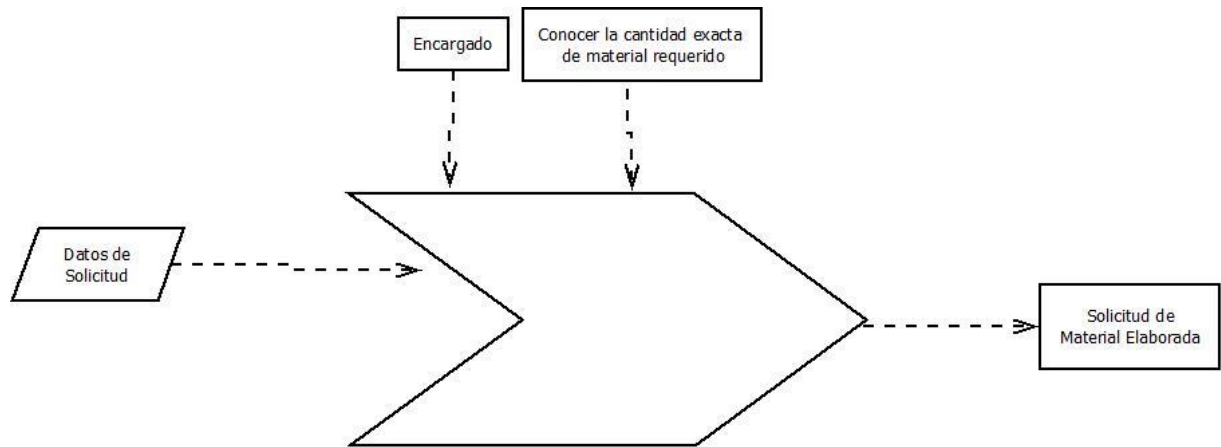 Encargado
Conocer la cantidad exacta
de material requerido
Datos de
Solicitud
Solicitud de
Material Elaborada